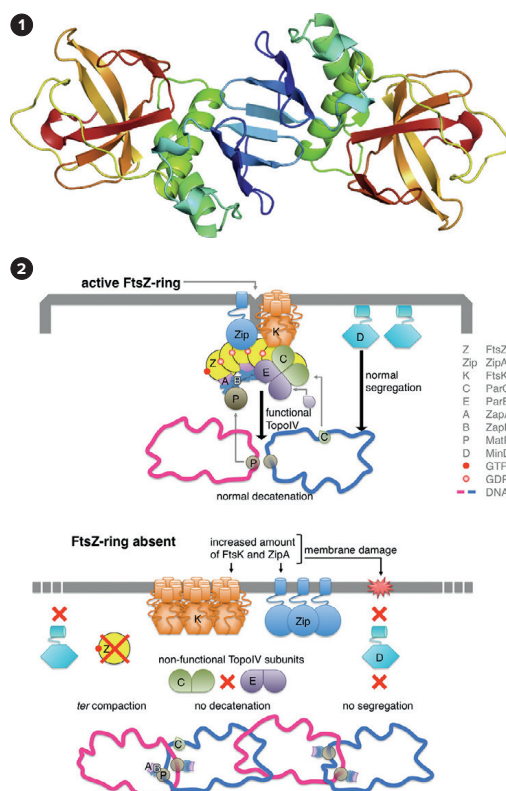 1
2
active FtsZ-ring
Zip
K
D
Z
C
E
A
B
P
normal
segregation
functional
TopoIV
C
P
normal decatenation
Z FtsZ
Zip ZipA
K FtsK
C ParC
E ParE
A ZapA
B ZapB
P MatP
D MinD
GTP
GDP
DNA
FtsZ-ring absent
increased amount
of FtsK and ZipA
membrane damage
K
Zip
Z
D
non-functional TopoIV subunits
C
E
ter compaction
no decatenation
no segregation
C
A
B
P